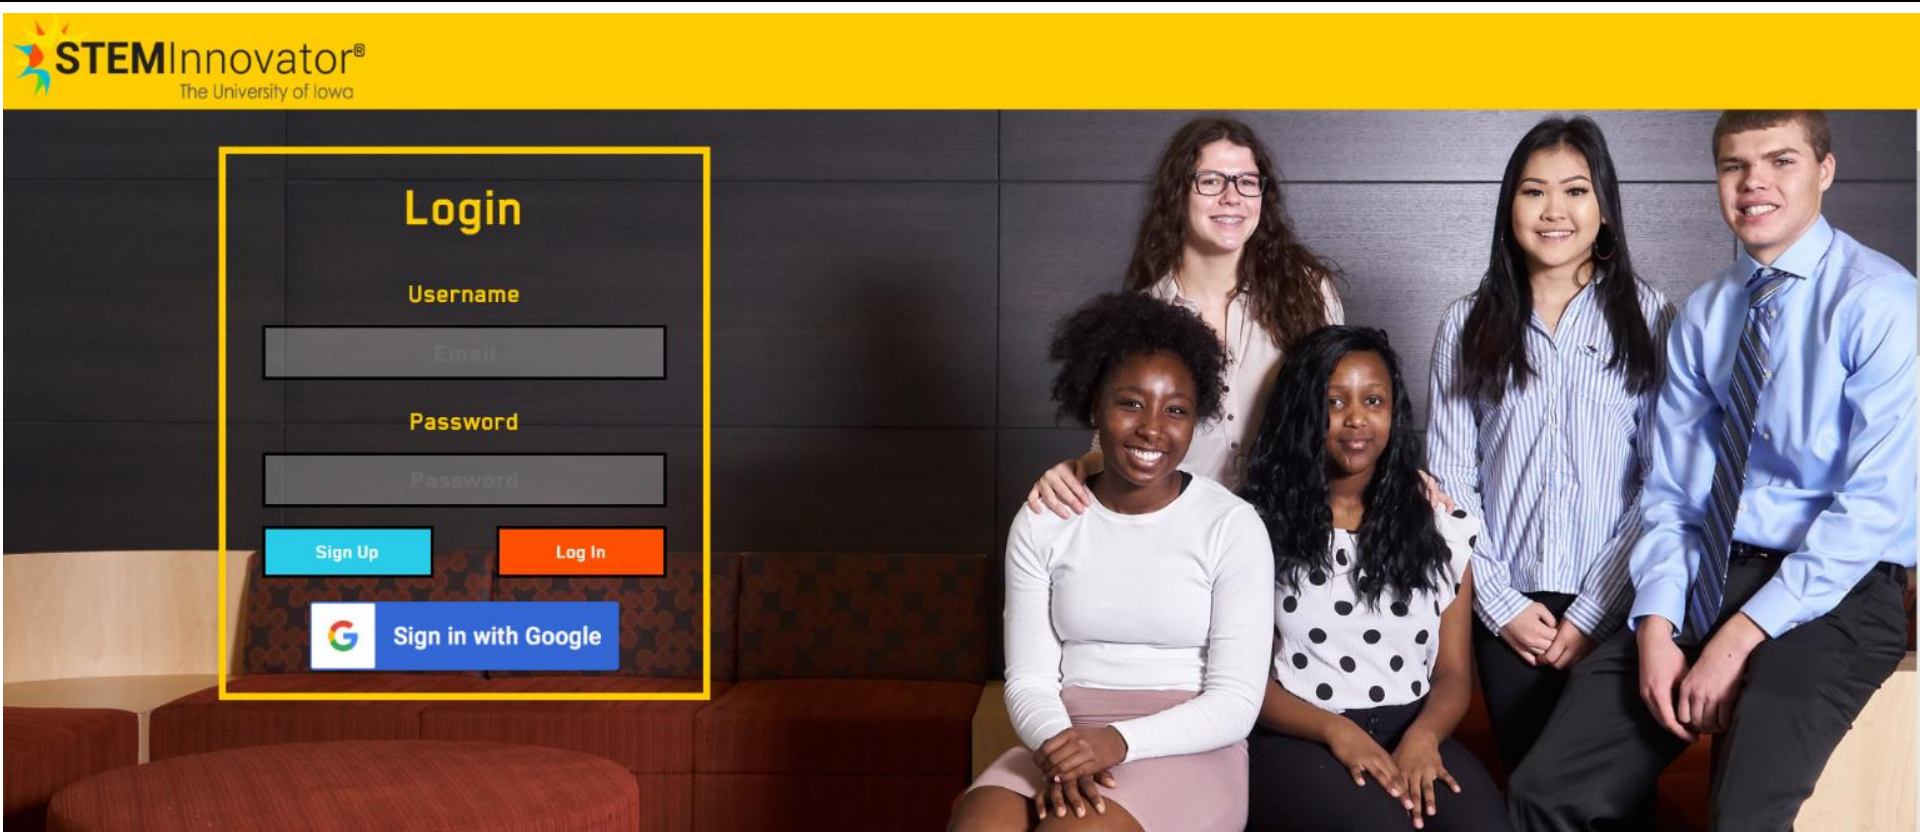 STEMInnovator®
The University of Iowa
Login
Username
Email
Password
Password
Sign Up
Log In
Sign in with Google